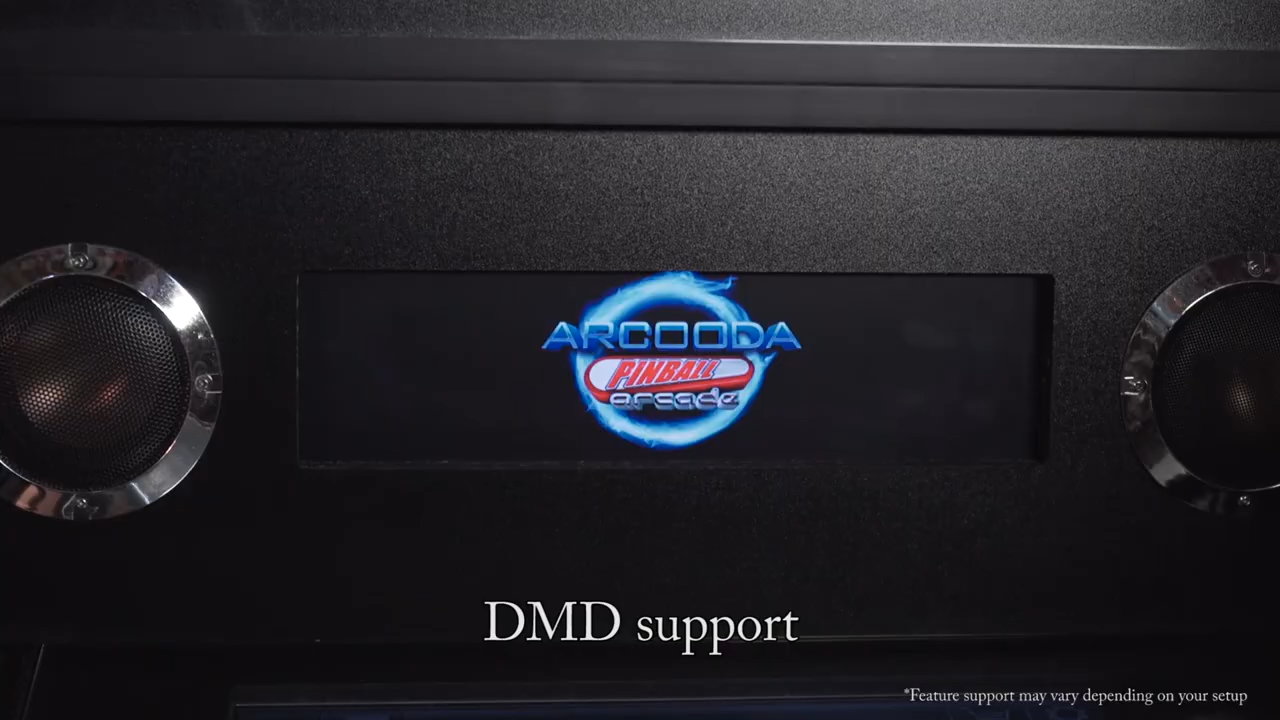 ARCOODA
PINBALL
arcade
DMD support
*Feature support may vary depending on your setup